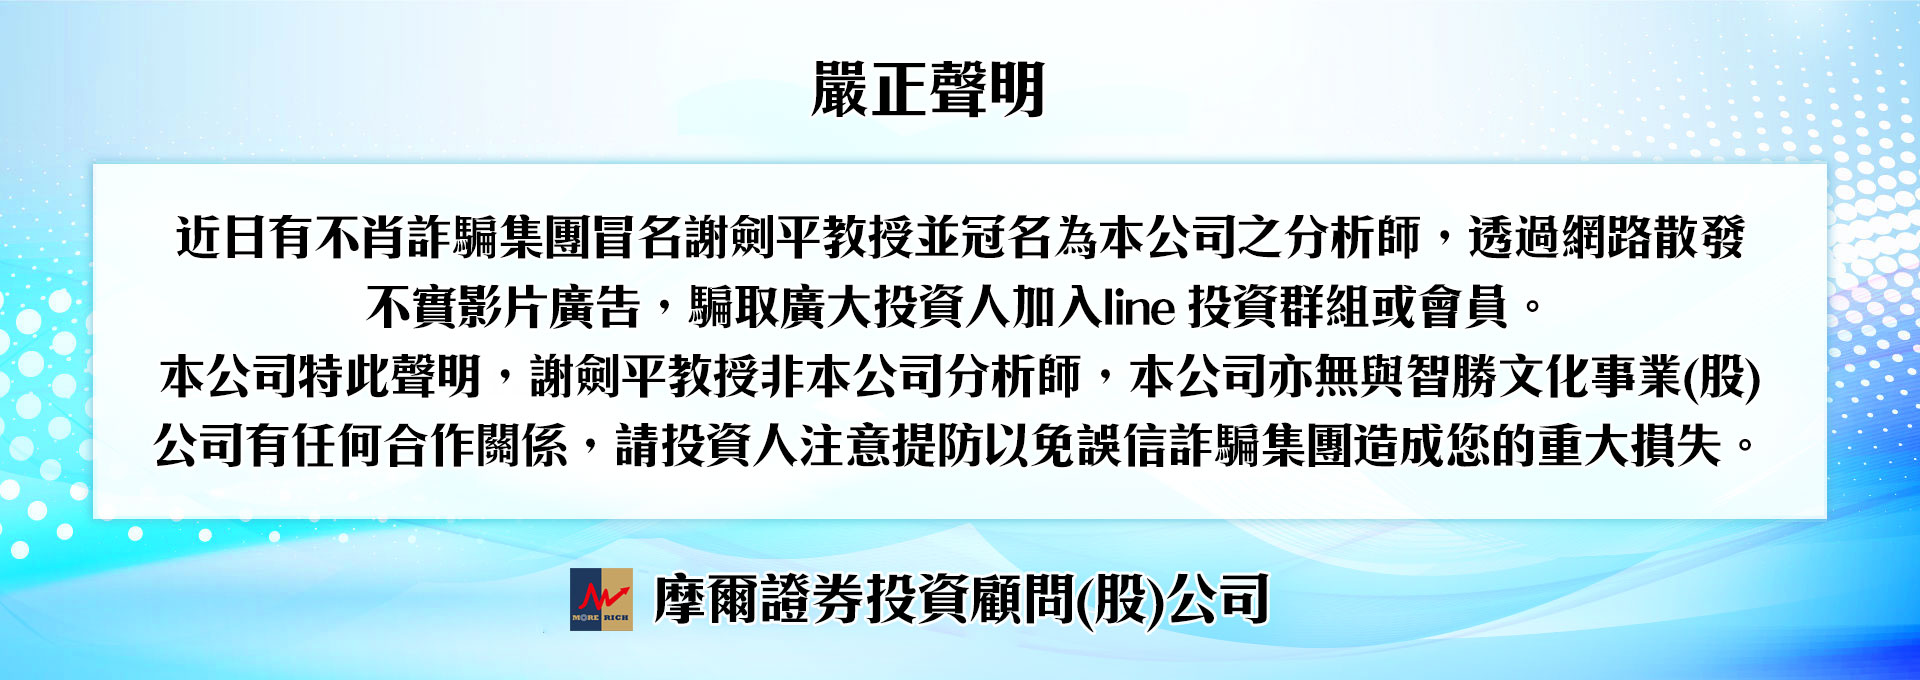 嚴正聲明
近日有不肖詐騙集團冒名謝劍平教授並冠名為本公司之分析師，透過網路散發
不實影片廣告，騙取廣大投資人加入line 投資群組或會員。
本公司特此聲明，謝劍平教授非本公司分析師，本公司亦無與智勝文化事業(股)
公司有任何合作關係，請投資人注意提防以免誤信詐騙集團造成您的重大損失。
MORE RICH
摩爾證券投資顧問(股)公司